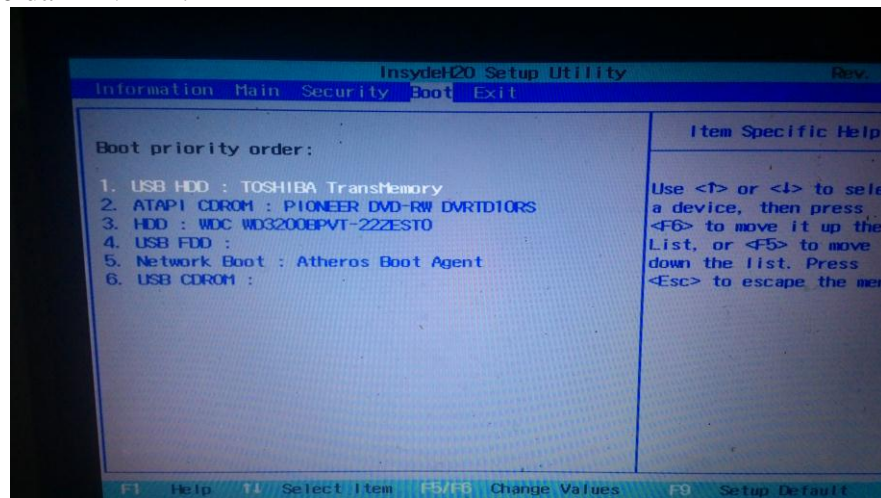 InsydeH20 Setup Utility Rev.
Information Main Security Boot Exit
Item Specific Help
Boot priority order:
1. USB HDD : TOSHIBA TransMemory
2. ATAPI CDROM : PIONEER DVD-RW DVRTD10RS
3. HDD : WDC WD3200BPVT-22ZEST0
4. USB FDD :
5. Network Boot : Atheros Boot Agent
6. USB CDROM :
Use <↑> or <↓> to sele
a device, then press
<F6> to move it up the
List, or <F5> to move
down the list. Press
<Esc> to escape the men
F1 Help ↑↓ Select Item F5/F6 Change Values F9 Setup Default